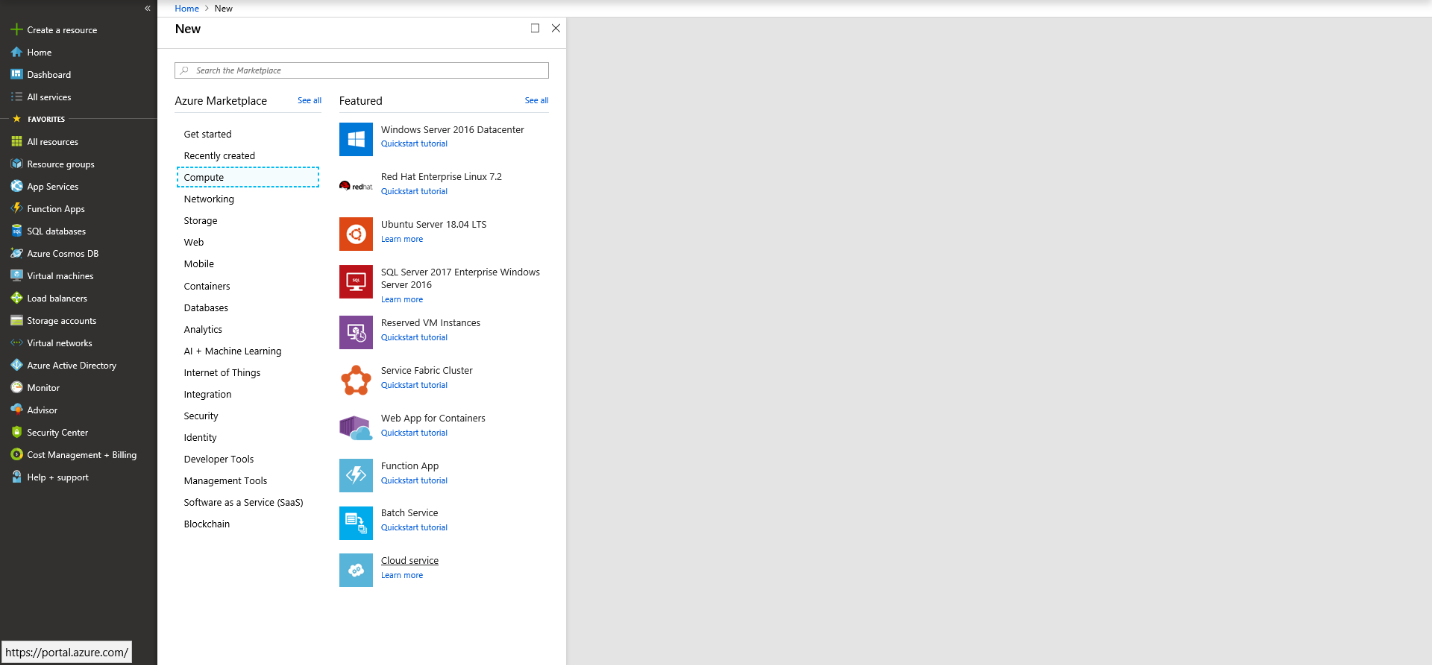 «
Create a resource
Home
Dashboard
All services
FAVORITES
All resources
Resource groups
App Services
Function Apps
SQL databases
Azure Cosmos DB
Virtual machines
Load balancers
Storage accounts
Virtual networks
Azure Active Directory
Monitor
Advisor
Security Center
Cost Management + Billing
Help + support
https://portal.azure.com/
Home > New
New
Search the Marketplace
Azure Marketplace See all
Get started
Recently created
Compute
Networking
Storage
Web
Mobile
Containers
Databases
Analytics
AI + Machine Learning
Internet of Things
Integration
Security
Identity
Developer Tools
Management Tools
Software as a Service (SaaS)
Blockchain
Featured See all
Windows Server 2016 Datacenter
Quickstart tutorial
redhat
Red Hat Enterprise Linux 7.2
Quickstart tutorial
Ubuntu Server 18.04 LTS
Learn more
SQL
SQL Server 2017 Enterprise Windows
Server 2016
Learn more
Reserved VM Instances
Quickstart tutorial
Service Fabric Cluster
Quickstart tutorial
Web App for Containers
Quickstart tutorial
Function App
Quickstart tutorial
Batch Service
Quickstart tutorial
Cloud service
Learn more